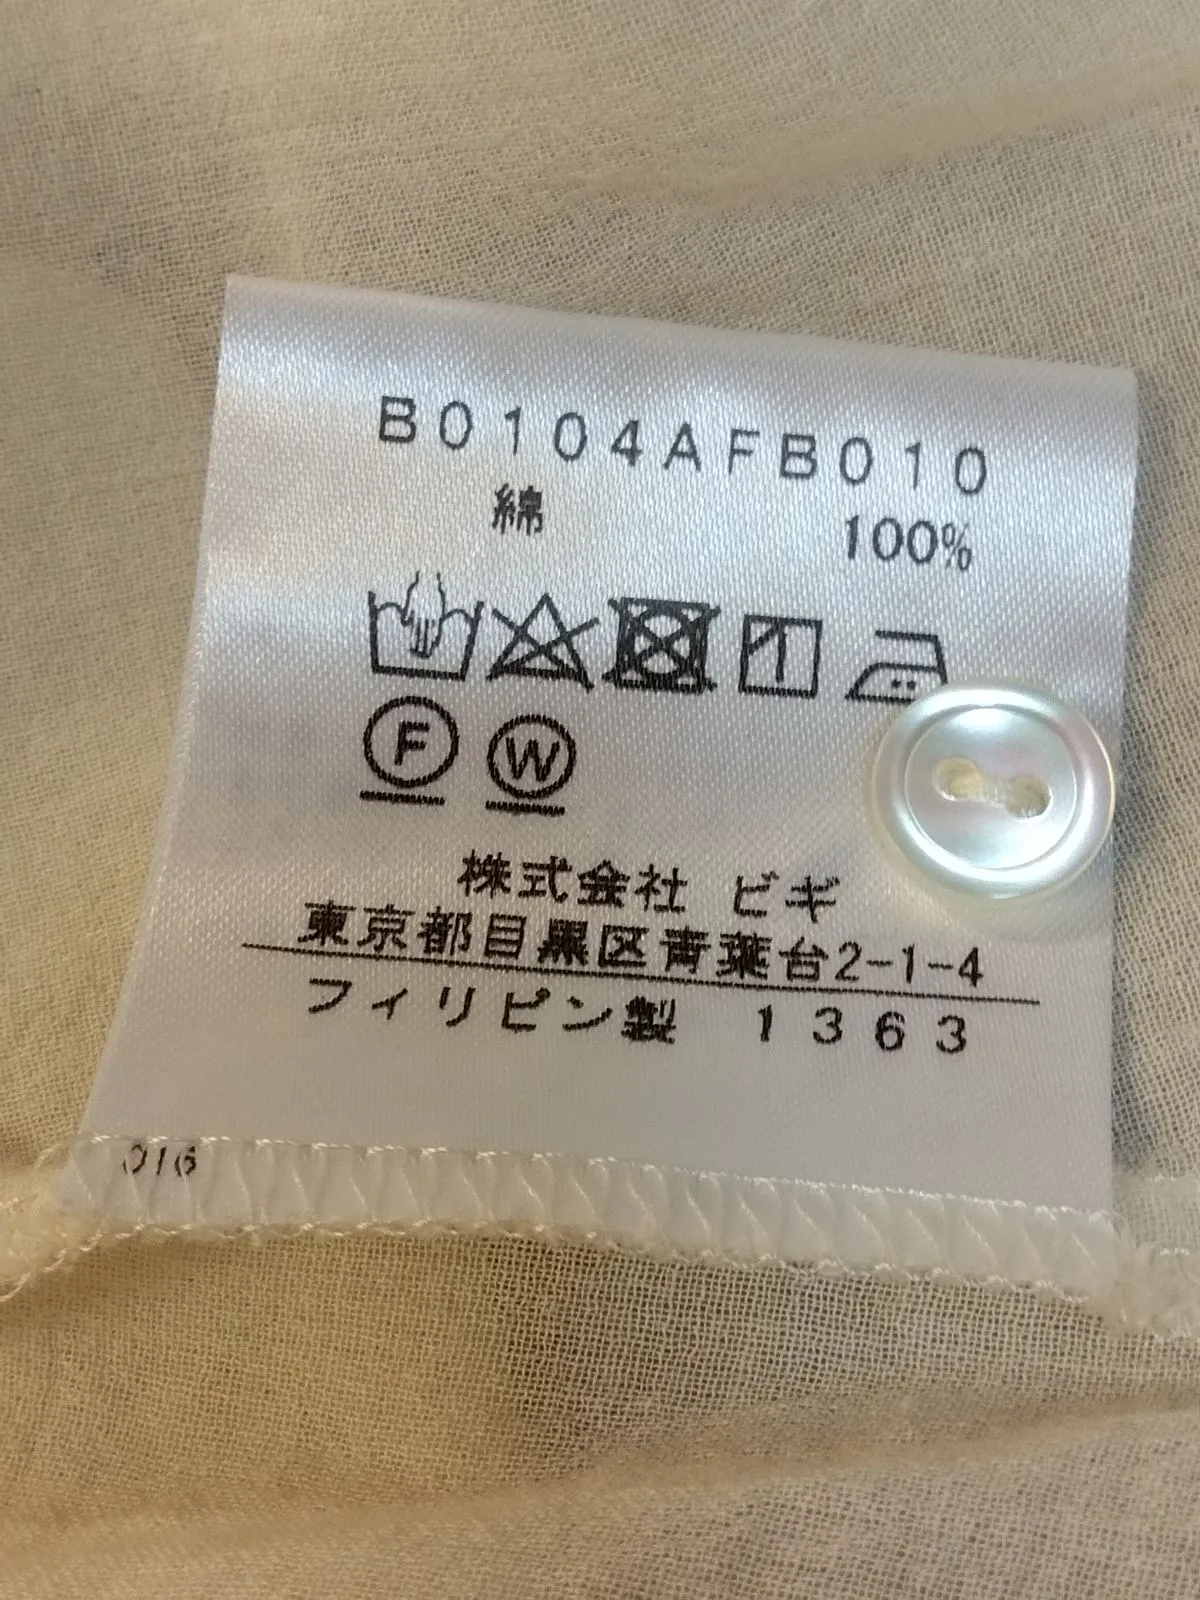 B0104AFB010
綿 100%
F W
株式会社 ビギ
東京都目黒区青葉台2-1-4
フィリピン製 1363
016